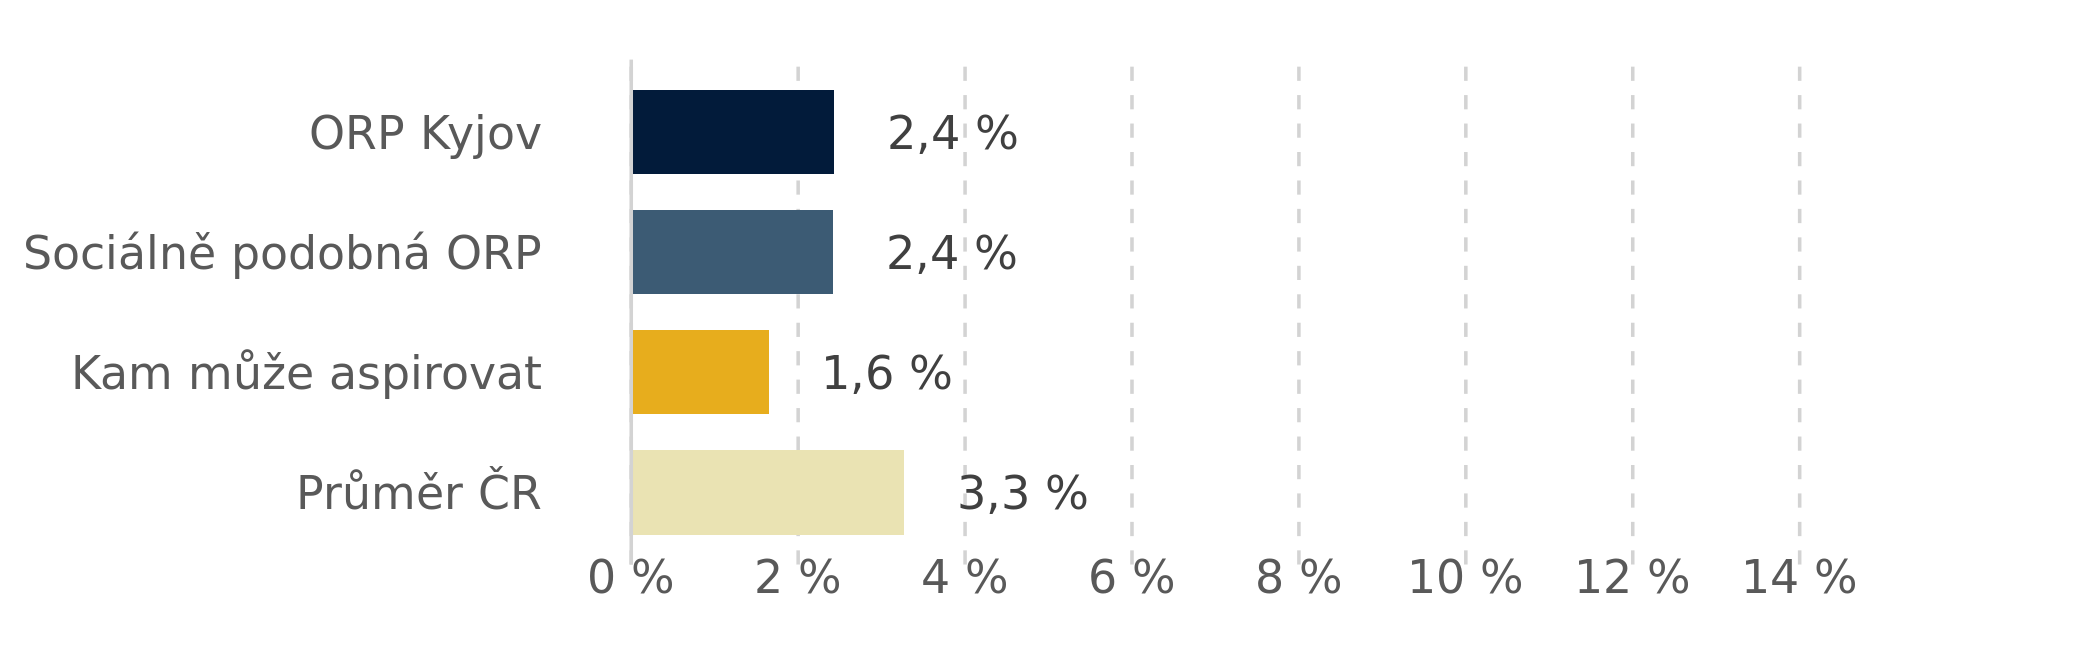 ORP Kyjov 2,4 %
Sociálně podobná ORP 2,4 %
Kam může aspirovat 1,6 %
Průměr ČR 3,3 %
0 % 2 % 4 % 6 % 8 % 10 % 12 % 14 %